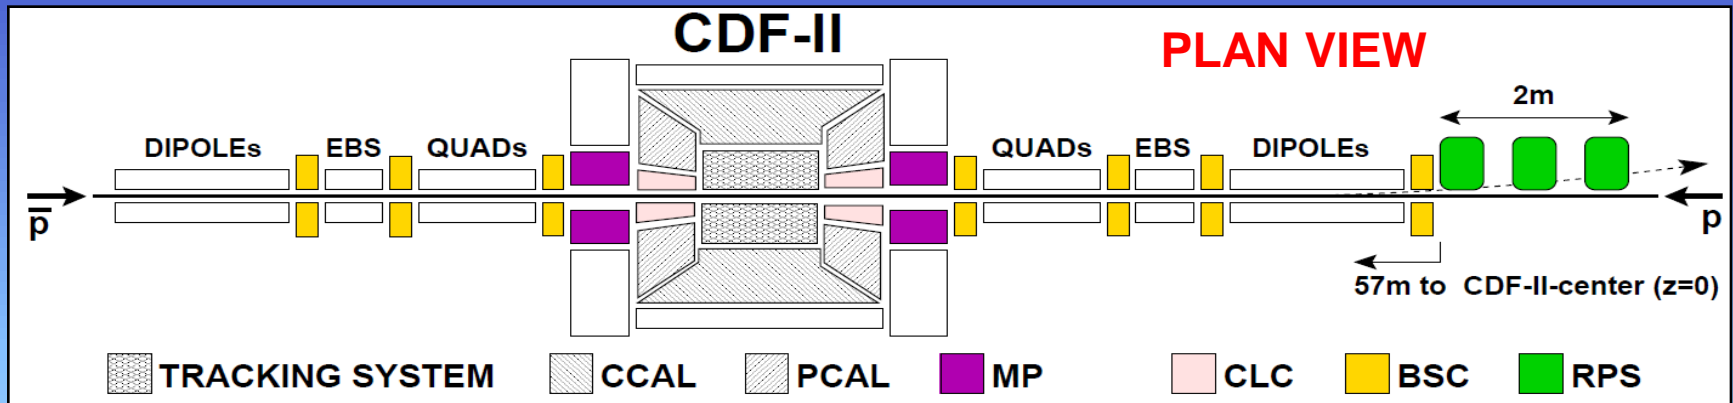 CDF-II
PLAN VIEW
2m
DIPOLEs EBS QUADs QUADs EBS DIPOLEs
p̅ p
57m to CDF-II-center (z=0)
TRACKING SYSTEM CCAL PCAL MP CLC BSC RPS